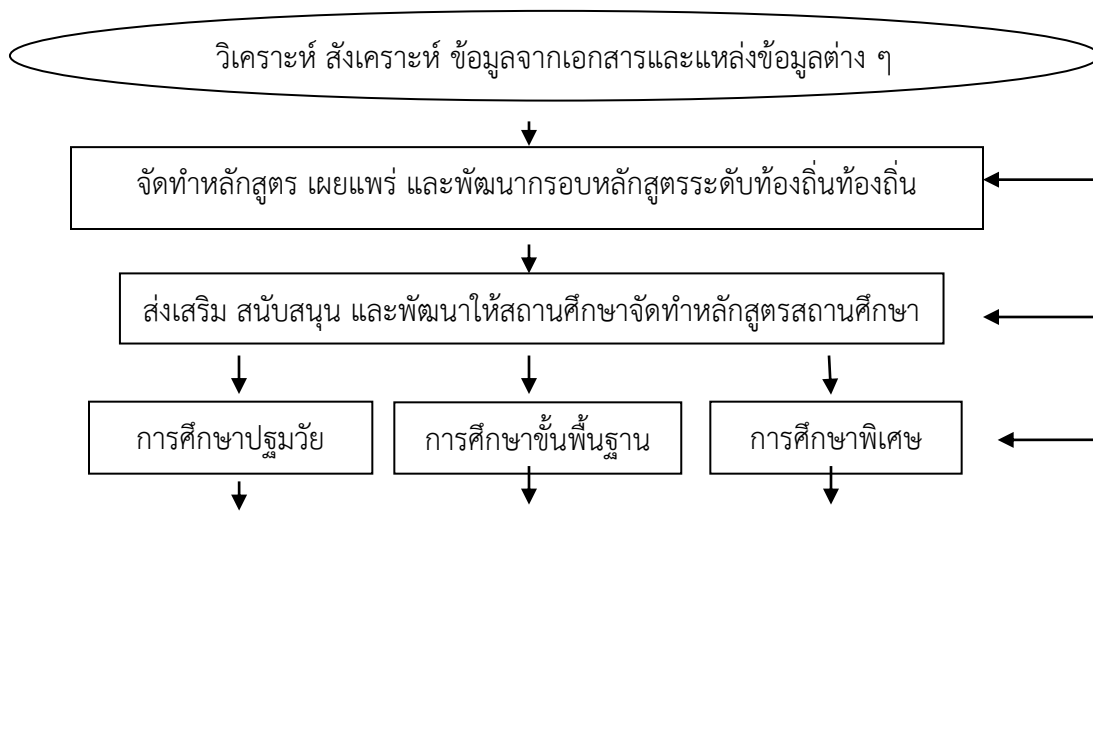 วิเคราะห์ สังเคราะห์ ข้อมูลจากเอกสารและแหล่งข้อมูลต่าง ๆ
จัดทำหลักสูตร เผยแพร่ และพัฒนากรอบหลักสูตรระดับท้องถิ่นท้องถิ่น
ส่งเสริม สนับสนุน และพัฒนาให้สถานศึกษาจัดทำหลักสูตรสถานศึกษา
การศึกษาปฐมวัย
การศึกษาขั้นพื้นฐาน
การศึกษาพิเศษ